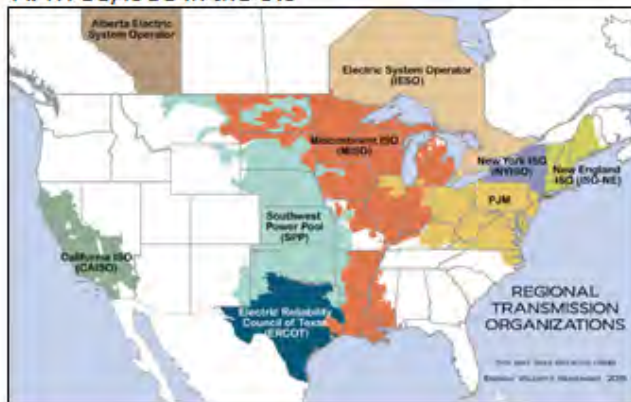 Alberta Electric
System Operator
Electric System Operator
(IESO)
Midcontinent ISO
(MISO)
New York ISO
(NYISO)
New England
ISO (ISO-NE)
PJM
Southwest
Power Pool
(SPP)
California ISO
(CAISO)
Electric Reliability
Council of Texas
(ERCOT)
REGIONAL
TRANSMISSION
ORGANIZATIONS